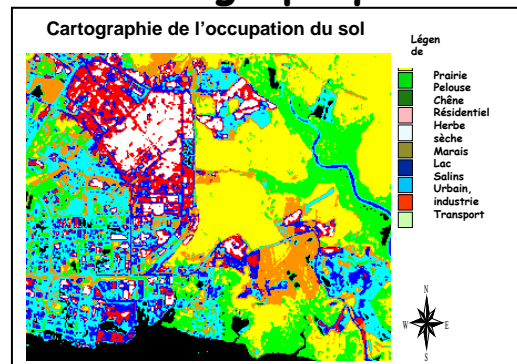 Cartographie de l'occupation du sol
Légen
de
Prairie
Pelouse
Chêne
Résidentiel
Herbe
sèche
Marais
Lac
Salins
Urbain,
industrie
Transport
N
W
E
S